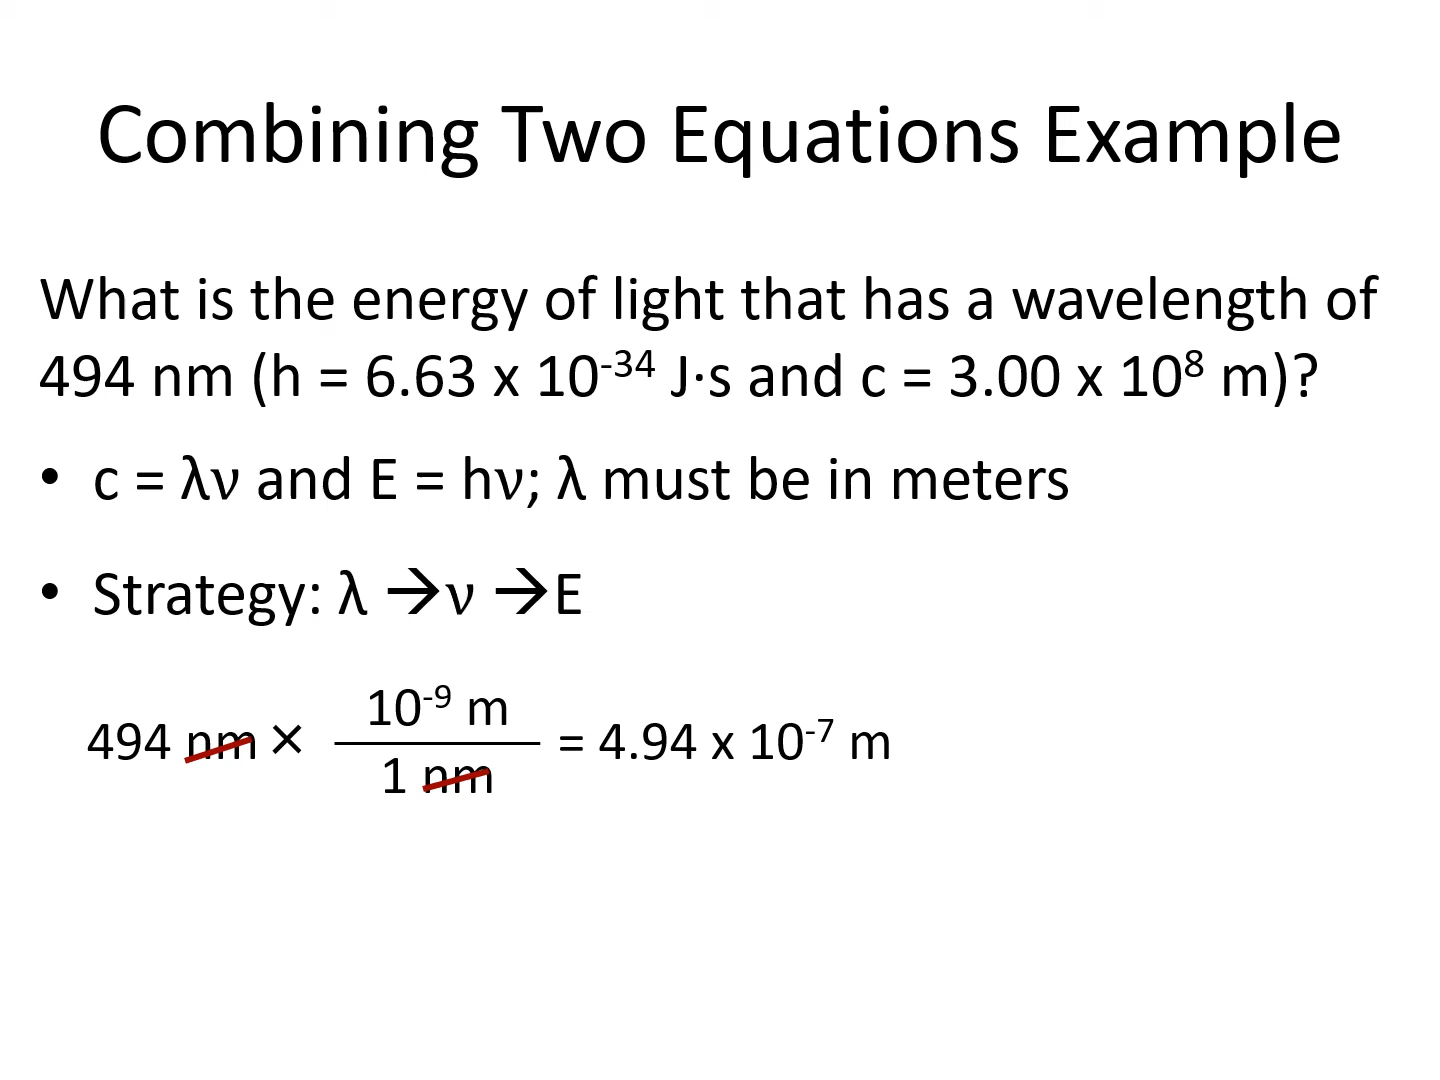 Combining Two Equations Example
What is the energy of light that has a wavelength of
494 nm (h = 6.63 x 10⁻³⁴ J·s and c = 3.00 x 10⁸ m)?
• c = λν and E = hν; λ must be in meters
• Strategy: λ →ν →E
10⁻⁹ m
494 nm × = 4.94 x 10⁻⁷ m
1 nm